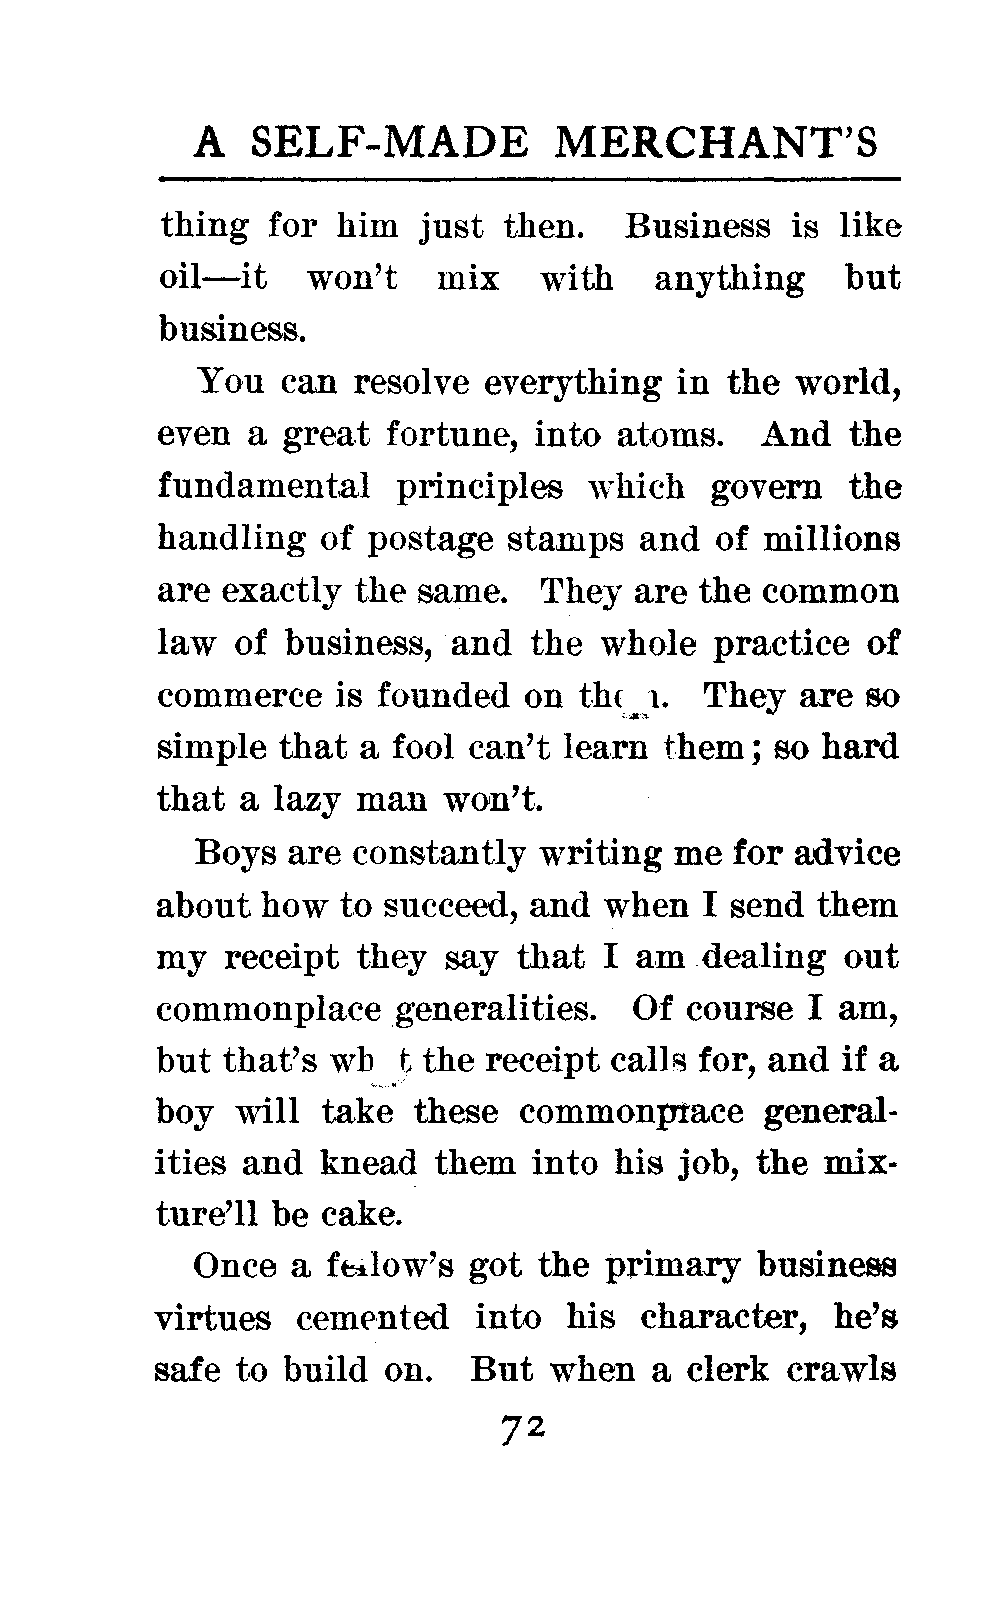 A SELF-MADE MERCHANT'S
thing for him just then. Business is like
oil—it won't mix with anything but
business.
You can resolve everything in the world,
even a great fortune, into atoms. And the
fundamental principles which govern the
handling of postage stamps and of millions
are exactly the same. They are the common
law of business, and the whole practice of
commerce is founded on them. They are so
simple that a fool can't learn them; so hard
that a lazy man won't.
Boys are constantly writing me for advice
about how to succeed, and when I send them
my receipt they say that I am dealing out
commonplace generalities. Of course I am,
but that's what the receipt calls for, and if a
boy will take these commonplace general-
ities and knead them into his job, the mix-
ture'll be cake.
Once a fellow's got the primary business
virtues cemented into his character, he's
safe to build on. But when a clerk crawls
72